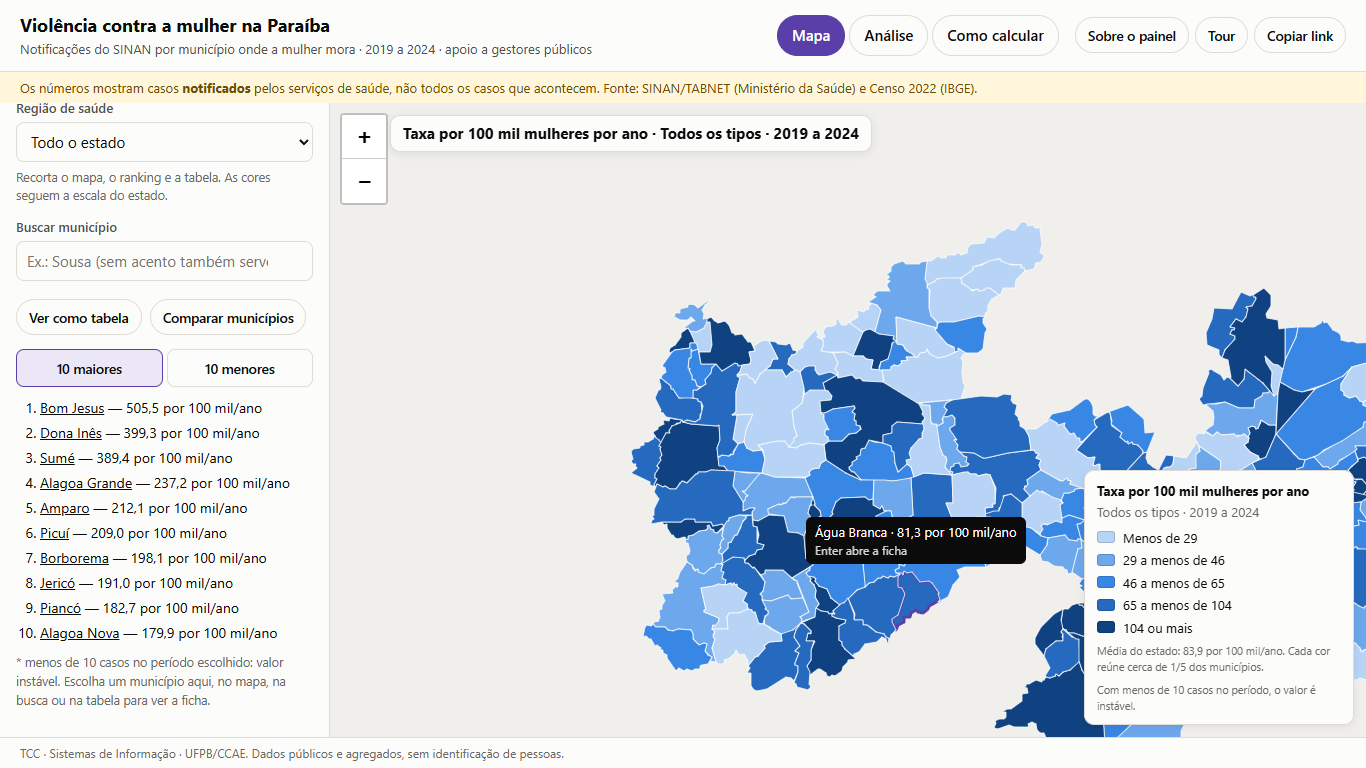 Violência contra a mulher na Paraíba
Notificações do SINAN por município onde a mulher mora · 2019 a 2024 · apoio a gestores públicos
Mapa
Análise
Como calcular
Sobre o painel
Tour
Copiar link
Os números mostram casos notificados pelos serviços de saúde, não todos os casos que acontecem. Fonte: SINAN/TABNET (Ministério da Saúde) e Censo 2022 (IBGE).
Região de saúde
Todo o estado
Recorta o mapa, o ranking e a tabela. As cores
seguem a escala do estado.
Buscar município
Ex.: Sousa (sem acento também serv
Ver como tabela
Comparar municípios
10 maiores
10 menores
1. Bom Jesus — 505,5 por 100 mil/ano
2. Dona Inês — 399,3 por 100 mil/ano
3. Sumé — 389,4 por 100 mil/ano
4. Alagoa Grande — 237,2 por 100 mil/ano
5. Amparo — 212,1 por 100 mil/ano
6. Picuí — 209,0 por 100 mil/ano
7. Borborema — 198,1 por 100 mil/ano
8. Jericó — 191,0 por 100 mil/ano
9. Piancó — 182,7 por 100 mil/ano
10. Alagoa Nova — 179,9 por 100 mil/ano
* menos de 10 casos no período escolhido: valor
instável. Escolha um município aqui, no mapa, na
busca ou na tabela para ver a ficha.
+
−
Taxa por 100 mil mulheres por ano · Todos os tipos · 2019 a 2024
Água Branca · 81,3 por 100 mil/ano
Enter abre a ficha
Taxa por 100 mil mulheres por ano
Todos os tipos · 2019 a 2024
Menos de 29
29 a menos de 46
46 a menos de 65
65 a menos de 104
104 ou mais
Média do estado: 83,9 por 100 mil/ano. Cada cor
reúne cerca de 1/5 dos municípios.
Com menos de 10 casos no período, o valor é
instável.
TCC · Sistemas de Informação · UFPB/CCAE. Dados públicos e agregados, sem identificação de pessoas.